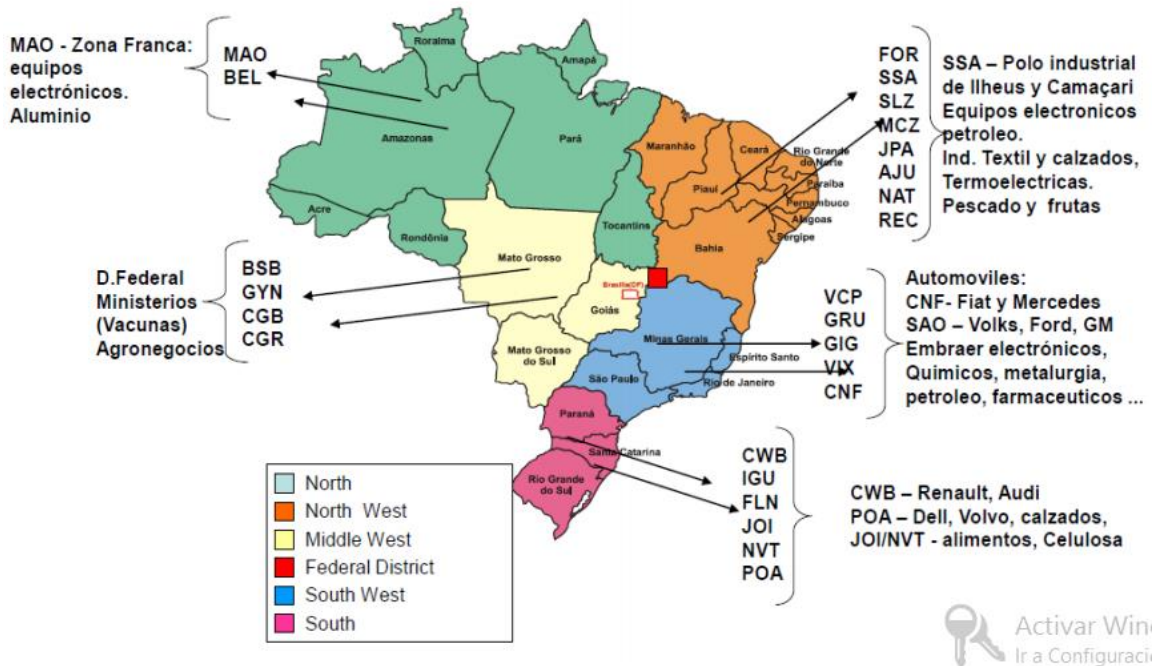 MAO - Zona Franca:
equipos
electrónicos.
Aluminio
MAO
BEL
D.Federal
Ministerios
(Vacunas)
Agronegocios
BSB
GYN
CGB
CGR
Roraima
Amapá
Amazonas
Pará
Acre
Rondônia
Tocantins
Maranhão
Piauí
Ceará
Rio Grande
do Norte
Paraíba
Pernambuco
Alagoas
Sergipe
Bahia
Mato Grosso
Brasília(DF)
Goiás
Mato Grosso
do Sul
Minas Gerais
Espírito Santo
São Paulo
Rio de Janeiro
Paraná
Santa Catarina
Rio Grande
do Sul
FOR
SSA
SLZ
MCZ
JPA
AJU
NAT
REC
SSA – Polo industrial
de Ilheus y Camaçari
Equipos electronicos
petroleo.
Ind. Textil y calzados,
Termoelectricas.
Pescado y frutas
VCP
GRU
GIG
VIX
CNF
Automoviles:
CNF- Fiat y Mercedes
SAO – Volks, Ford, GM
Embraer electrónicos,
Quimicos, metalurgia,
petroleo, farmaceuticos ...
CWB
IGU
FLN
JOI
NVT
POA
CWB – Renault, Audi
POA – Dell, Volvo, calzados,
JOI/NVT - alimentos, Celulosa
North
North West
Middle West
Federal District
South West
South
Activar Wind
Ir a Configuració